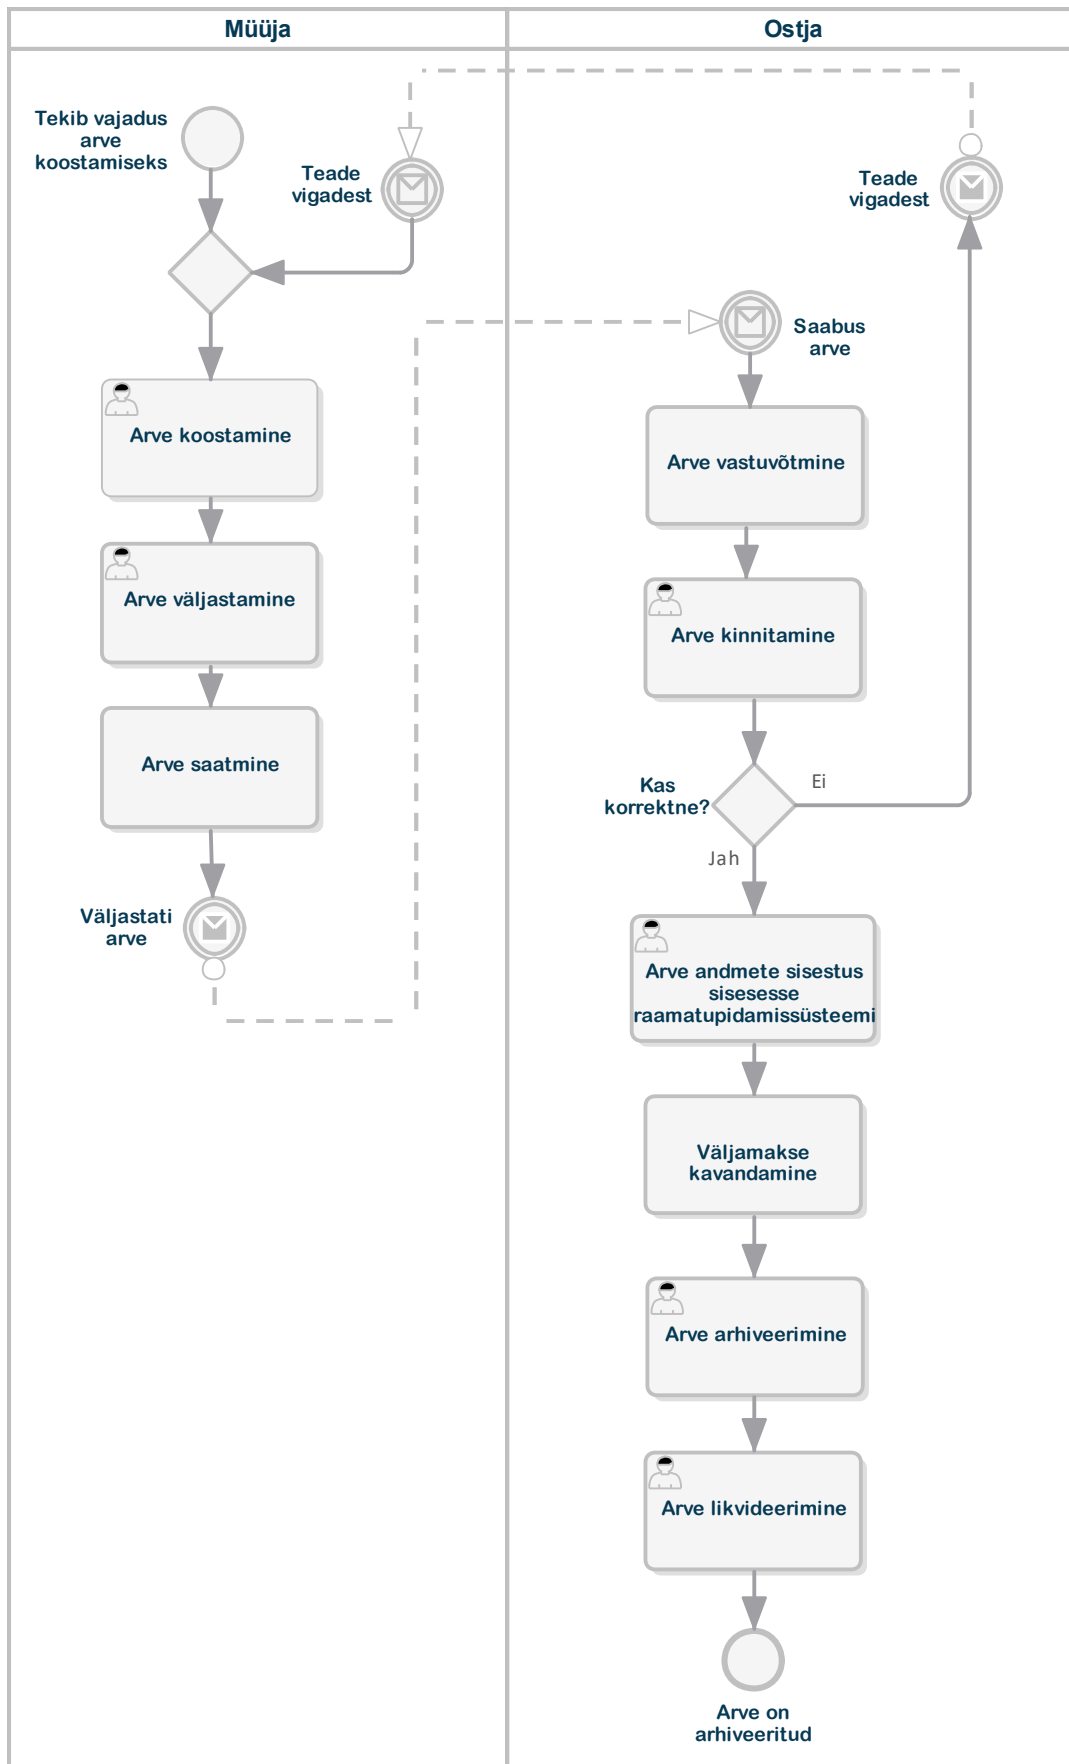 Müüja
Ostja
Tekib vajadus
arve
koostamiseks
Teade
vigadest
Arve koostamine
Arve väljastamine
Arve saatmine
Väljastati
arve
Teade
vigadest
Saabus
arve
Arve vastuvõtmine
Arve kinnitamine
Kas
korrektne?
Ei
Jah
Arve andmete sisestus
sisesesse
raamatupidamissüsteemi
Väljamakse
kavandamine
Arve arhiveerimine
Arve likvideerimine
Arve on
arhiveeritud